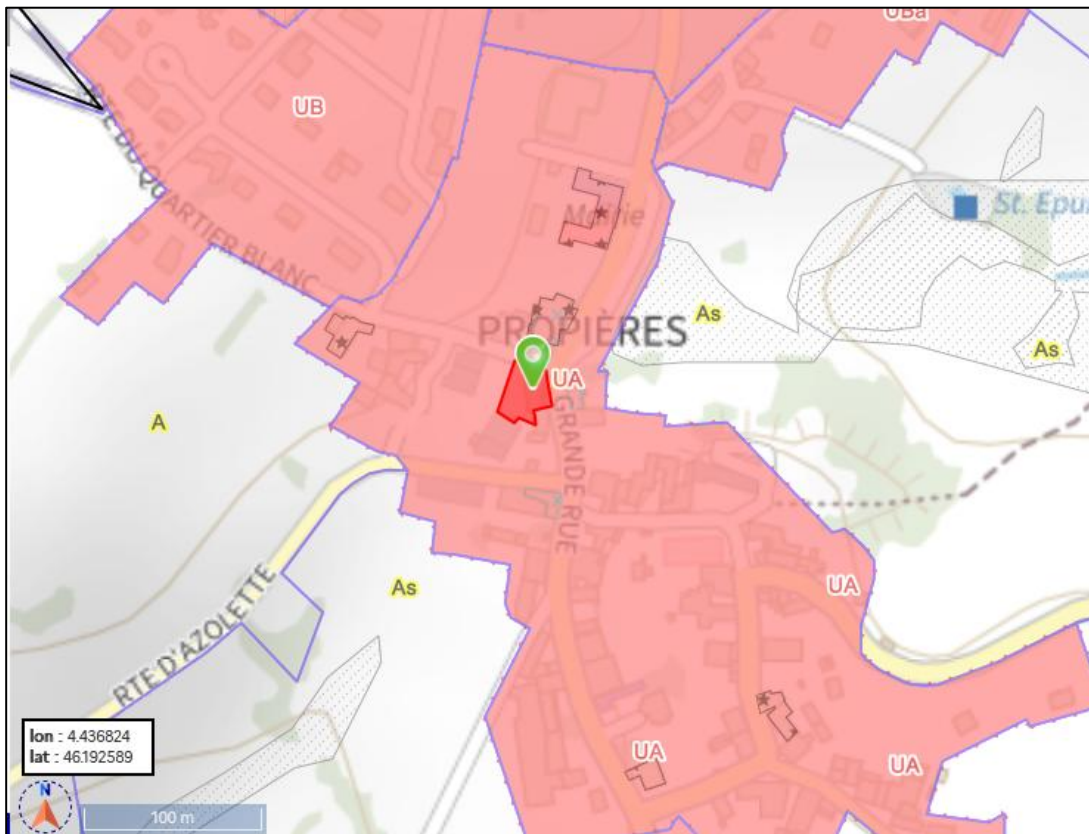 UBa
UB
RTE DU QUARTIER BLANC
Mairie
St. Epu
PROPIÈRES
As
As
UA
A
GRANDE RUE
As
UA
RTE D'AZOLETTE
lon : 4.436824
lat : 46.192589
UA
UA
N
100 m